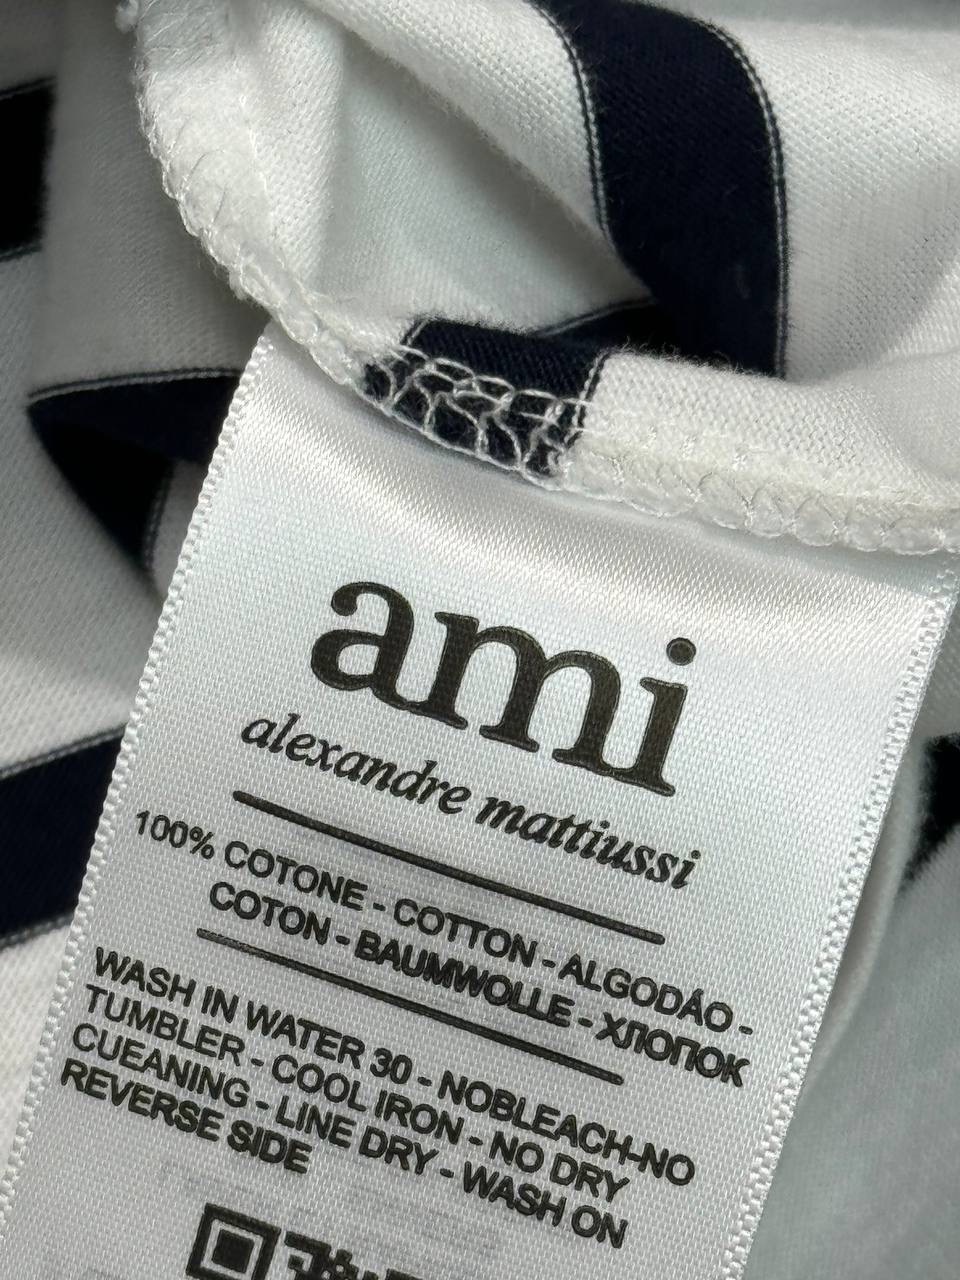 ami
alexandre mattiussi
100% COTONE - COTTON - ALGODÁO -
COTON - BAUMWOLLE - ХЛОПОК
WASH IN WATER 30 - NOBLEACH-NO
TUMBLER - COOL IRON - NO DRY
CUEANING - LINE DRY - WASH ON
REVERSE SIDE